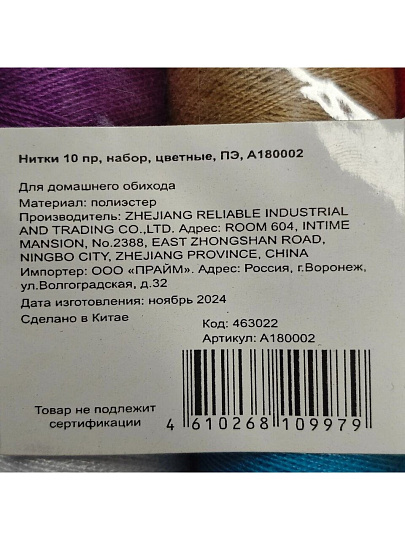 Нитки 10 пр, набор, цветные, ПЭ, А180002
Для домашнего обихода
Материал: полиэстер
Производитель: ZHEJIANG RELIABLE INDUSTRIAL
AND TRADING CO.,LTD. Адрес: ROOM 604, INTIME
MANSION, No.2388, EAST ZHONGSHAN ROAD,
NINGBO CITY, ZHEJIANG PROVINCE, CHINA
Импортер: ООО «ПРАЙМ». Адрес: Россия, г.Воронеж,
ул.Волгоградская, д.32
Дата изготовления: ноябрь 2024
Сделано в Китае
Код: 463022
Артикул: А180002
Товар не подлежит
сертификации
4 610268 109979